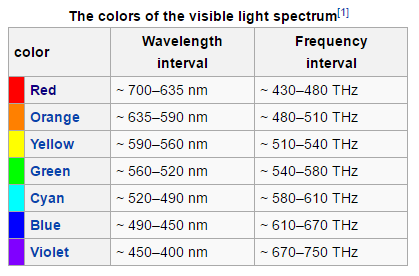 The colors of the visible light spectrum[1]
color Wavelength interval Frequency interval
Red ~ 700–635 nm ~ 430–480 THz
Orange ~ 635–590 nm ~ 480–510 THz
Yellow ~ 590–560 nm ~ 510–540 THz
Green ~ 560–520 nm ~ 540–580 THz
Cyan ~ 520–490 nm ~ 580–610 THz
Blue ~ 490–450 nm ~ 610–670 THz
Violet ~ 450–400 nm ~ 670–750 THz